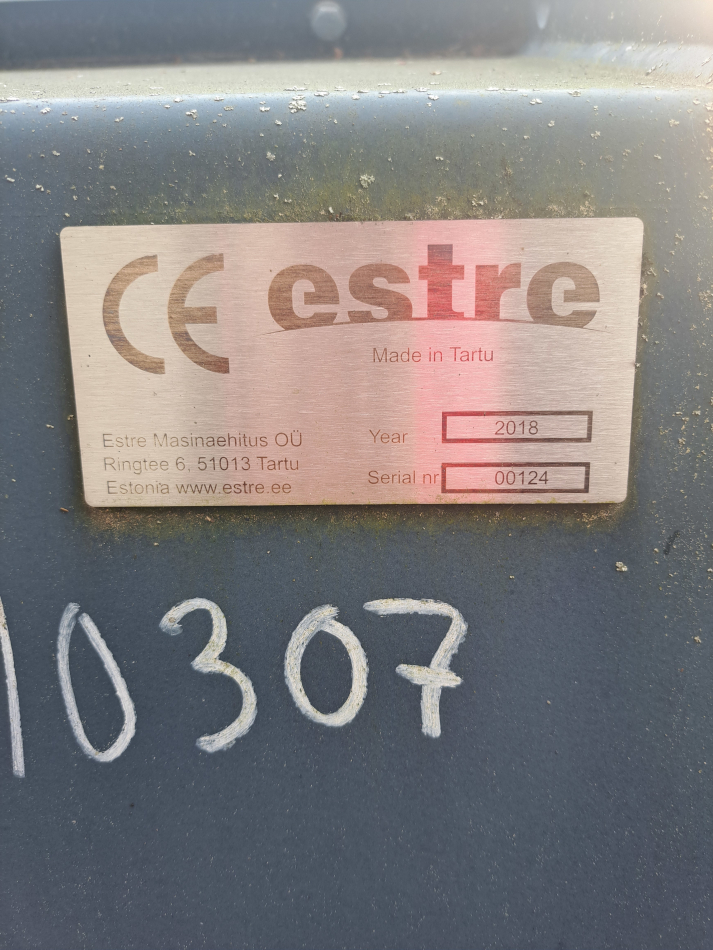 CE estre
Made in Tartu
Estre Masinaehitus OÜ
Ringtee 6, 51013 Tartu
Estonia www.estre.ee
Year 2018
Serial nr 00124
10307